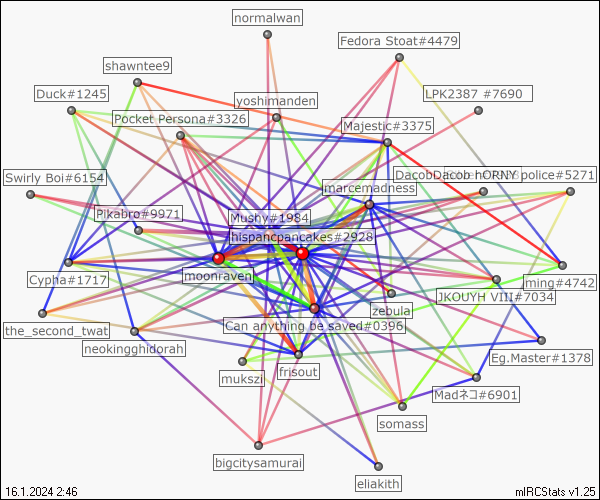 normalwan
Fedora Stoat#4479
shawntee9
Duck#1245
LPK2387 #7690
yoshimanden
Pocket Persona#3326
Majestic#3375
Swirly Boi#6154
Dacob
Dacob hORNY police#5271
marcemadness
Pikabro#9971
Mushy#1984
hispancpancakes#2928
moonraven
Cypha#1717
ming#4742
JKOUYH VIII#7034
zebula
Can anything be saved#0396
the_second_twat
neokingghidorah
Eg.Master#1378
frisout
mukszi
Madネコ#6901
somass
bigcitysamurai
eliakith
16.1.2024 2:46
mIRCStats v1.25